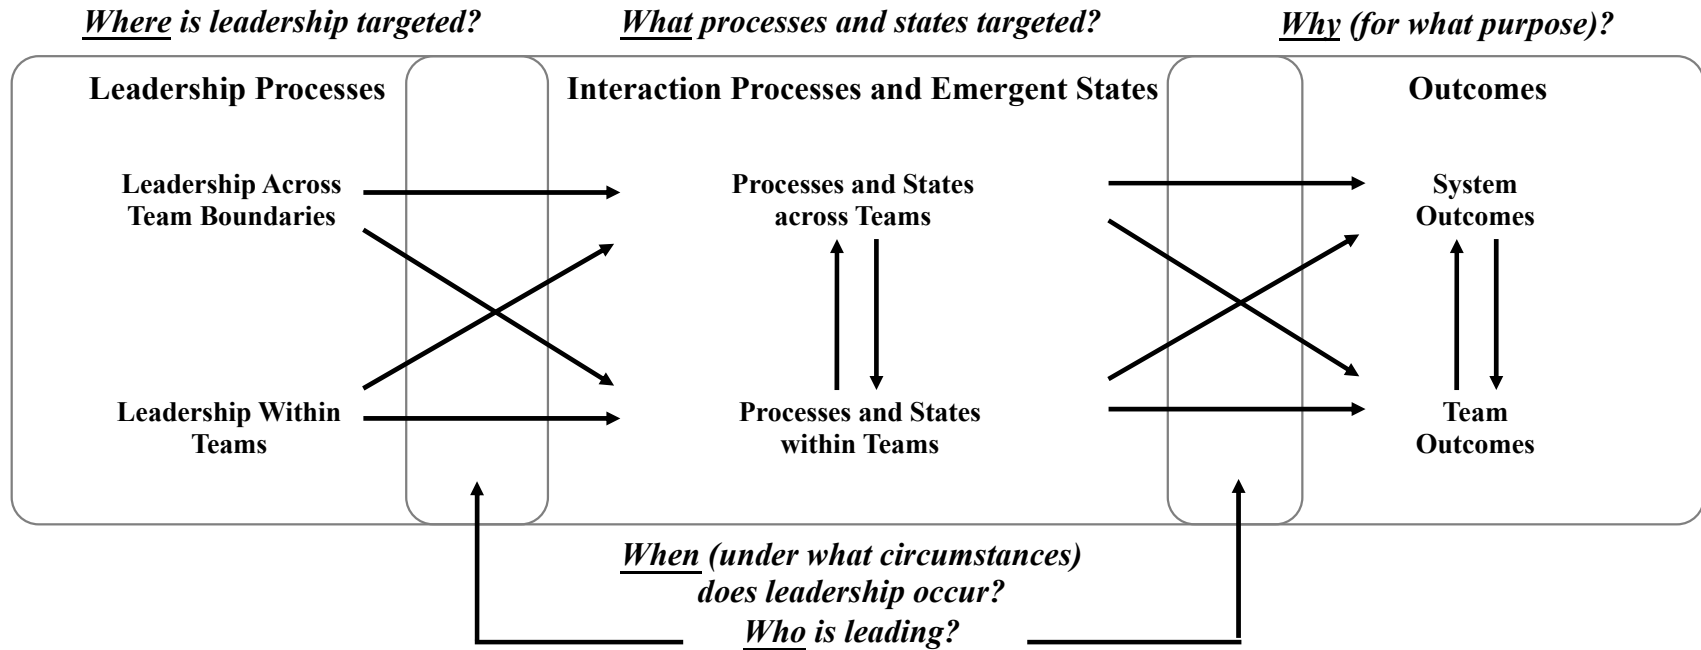 Where is leadership targeted?
What processes and states targeted?
Why (for what purpose)?
Leadership Processes
Interaction Processes and Emergent States
Outcomes
Leadership Across
Team Boundaries
Processes and States
across Teams
System
Outcomes
Leadership Within
Teams
Processes and States
within Teams
Team
Outcomes
When (under what circumstances)
does leadership occur?
Who is leading?